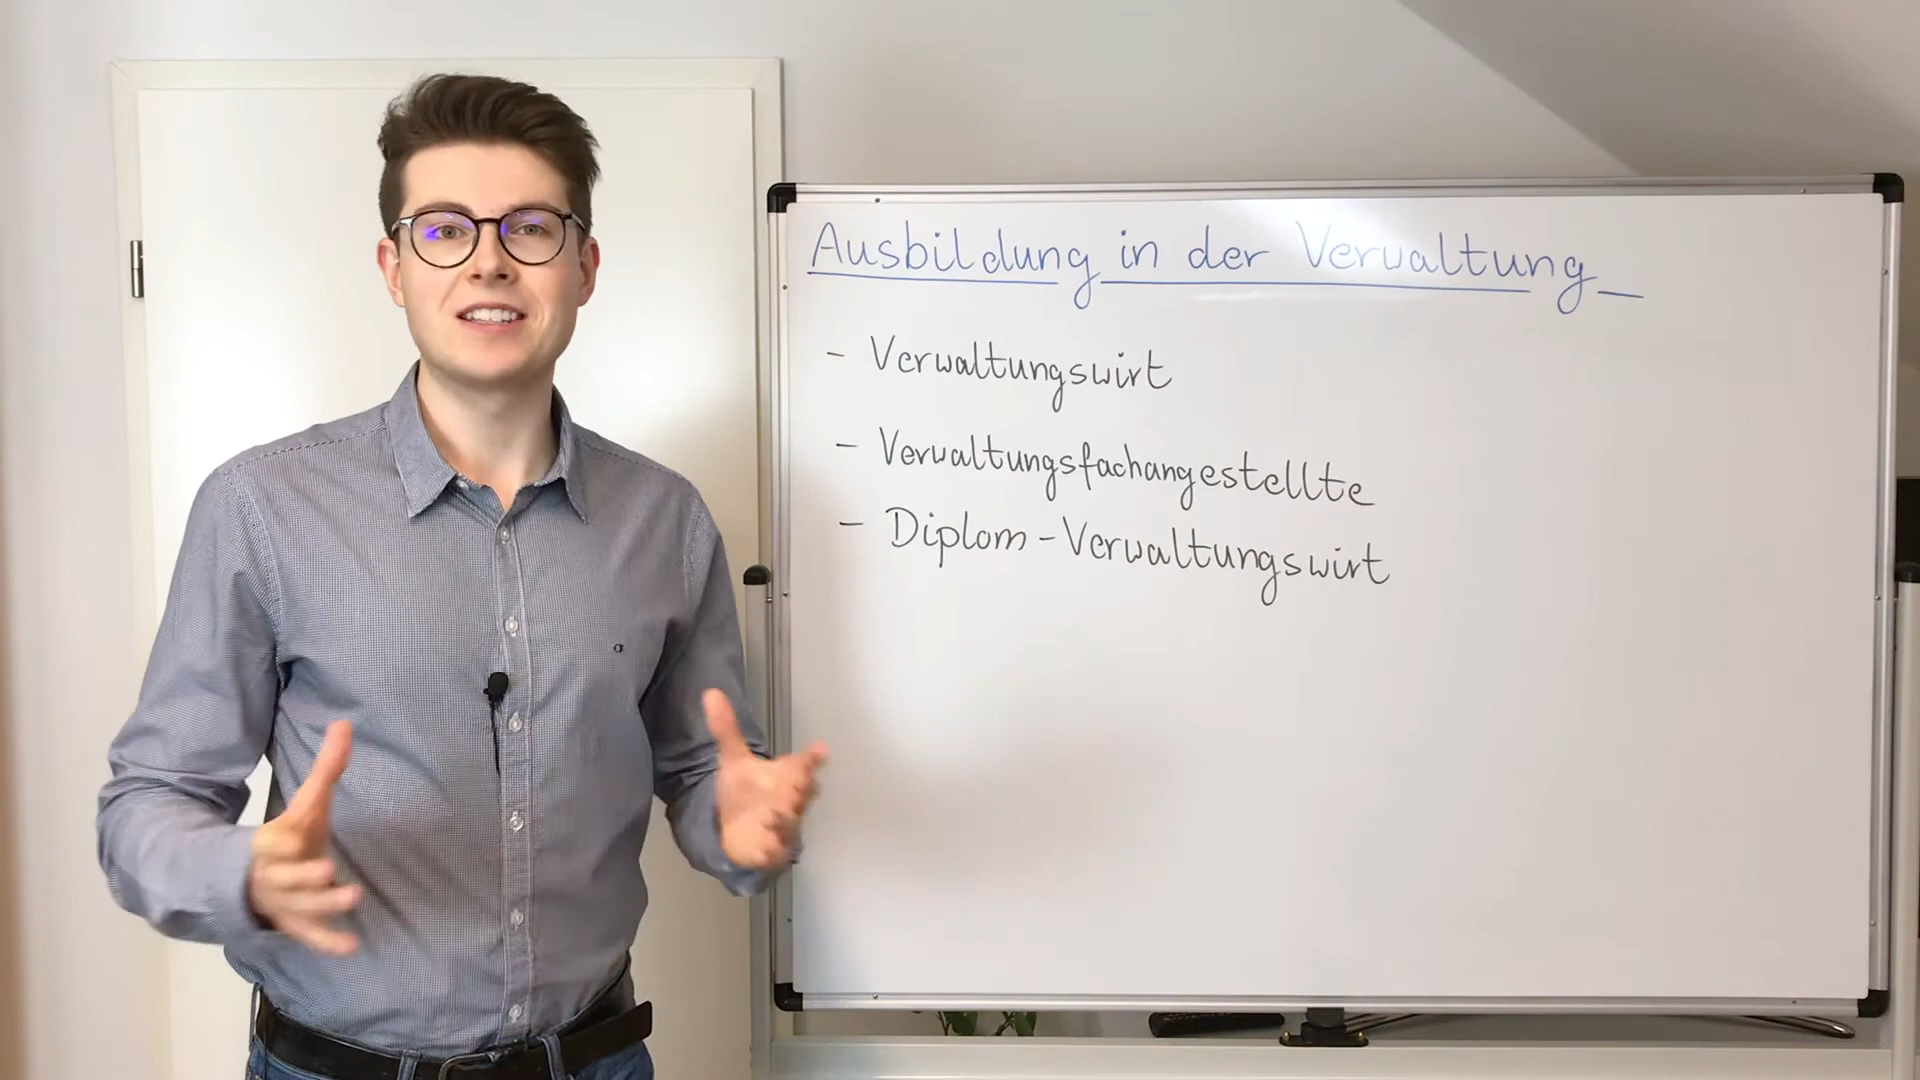 Ausbildung in der Verwaltung
- Verwaltungswirt
- Verwaltungsfachangestellte
- Diplom-Verwaltungswirt